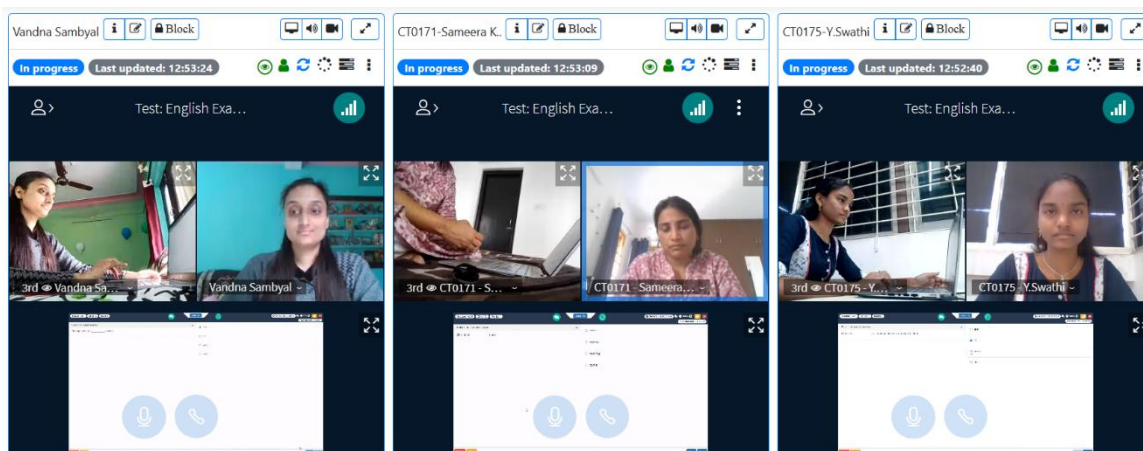 Vandna Sambyal i Block
In progress Last updated: 12:53:24
Test: English Exa...
3rd Vandna Sa...
Vandna Sambyal
CT0171-Sameera K.. i Block
In progress Last updated: 12:53:09
Test: English Exa...
3rd CT0171 - S...
CT0171 - Sameera...
CT0175-Y.Swathi i Block
In progress Last updated: 12:52:40
Test: English Exa...
3rd CT0175 - Y....
CT0175 - Y.Swathi